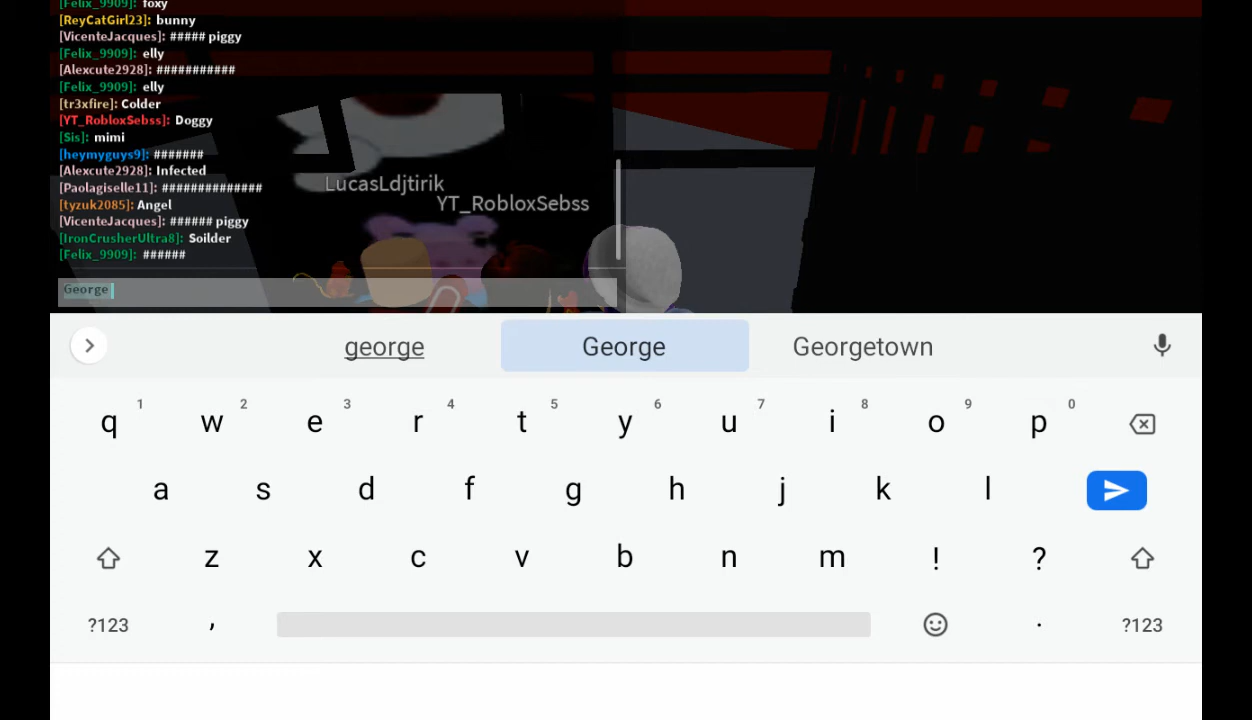 [Felix_9909]: foxy
[ReyCatGirl23]: bunny
[VicenteJacques]: ##### piggy
[Felix_9909]: elly
[Alexcute2928]: ###########
[Felix_9909]: elly
[tr3xfire]: Colder
[YT_RobloxSebss]: Doggy
[Sis]: mimi
[heymyguys9]: #######
[Alexcute2928]: Infected
[Paolagiselle11]: ##############
[tyzuk2085]: Angel
[VicenteJacques]: ###### piggy
[IronCrusherUltra8]: Soilder
[Felix_9909]: ######
LucasLdjtirik
YT_RobloxSebss
George
george George Georgetown
1 2 3 4 5 6 7 8 9 0
q w e r t y u i o p
a s d f g h j k l
z x c v b n m ! ?
?123 , . ?123